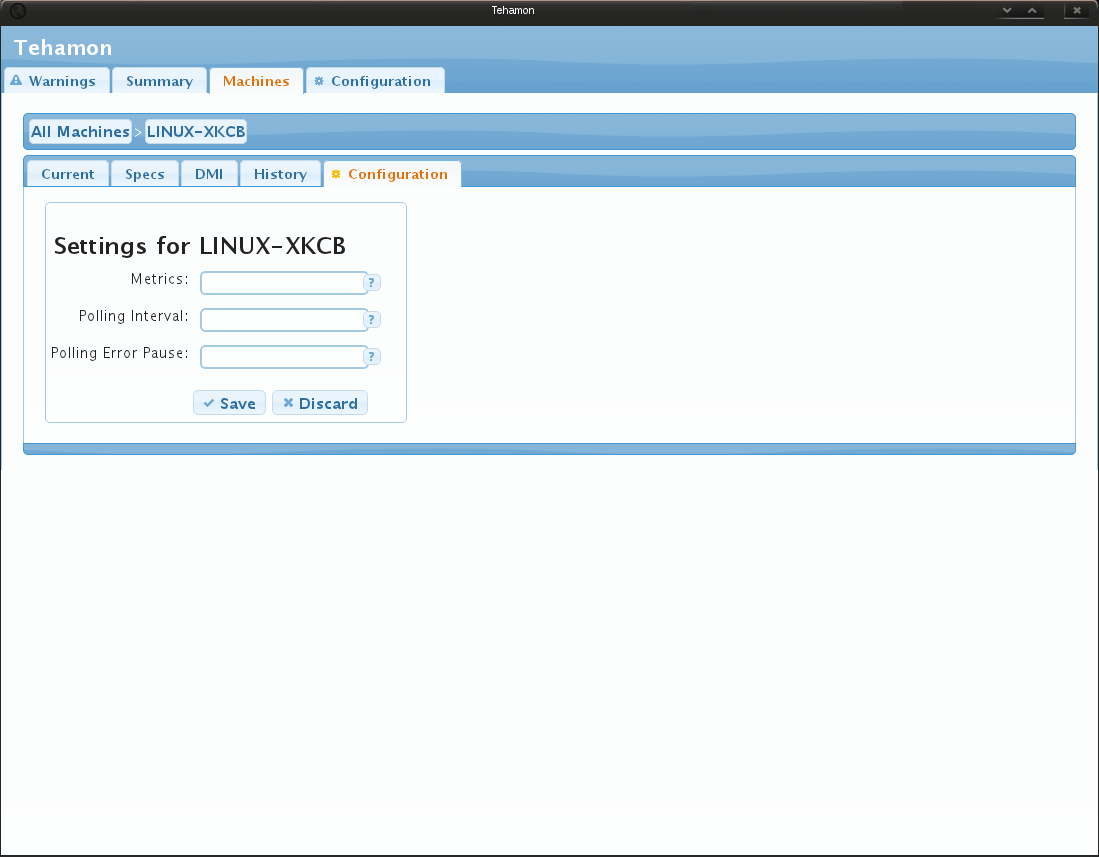 Tehamon
Tehamon
Warnings Summary Machines Configuration
All Machines > LINUX-XKCB
Current Specs DMI History Configuration
Settings for LINUX-XKCB
Metrics: ?
Polling Interval: ?
Polling Error Pause: ?
Save Discard